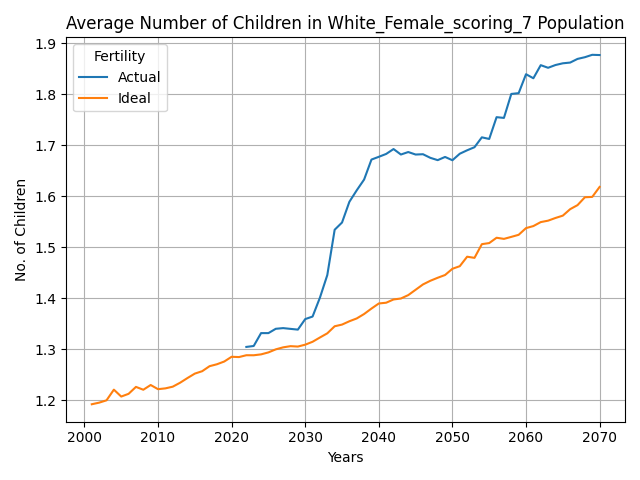 Average Number of Children in White_Female_scoring_7 Population
Fertility
Actual
Ideal
No. of Children
1.9
1.8
1.7
1.6
1.5
1.4
1.3
1.2
2000 2010 2020 2030 2040 2050 2060 2070
Years